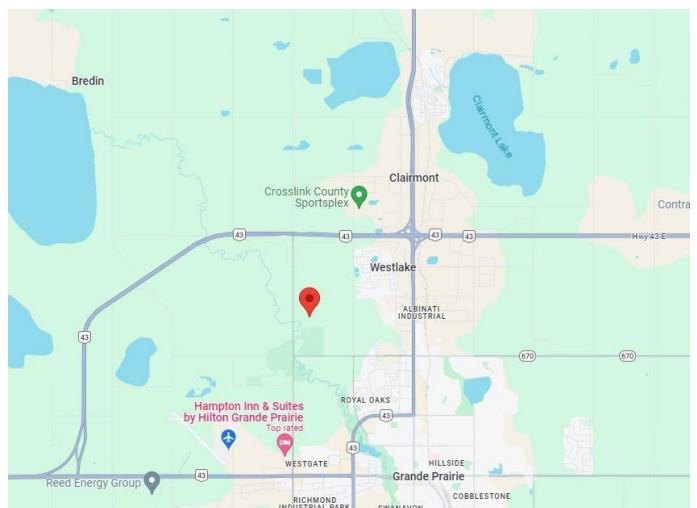 Bredin
Clairmont Lake
Clairmont
Crosslink County
Sportsplex
Contra
43
43
43
43
Hwy 43 E
Westlake
ALBINATI
INDUSTRIAL
43
670
670
ROYAL OAKS
Hampton Inn & Suites
by Hilton Grande Prairie
Top rated
43
43
WESTGATE
HILLSIDE
43
Reed Energy Group
Grande Prairie
RICHMOND
INDUSTRIAL PARK
COBBLESTONE
SWANAVON